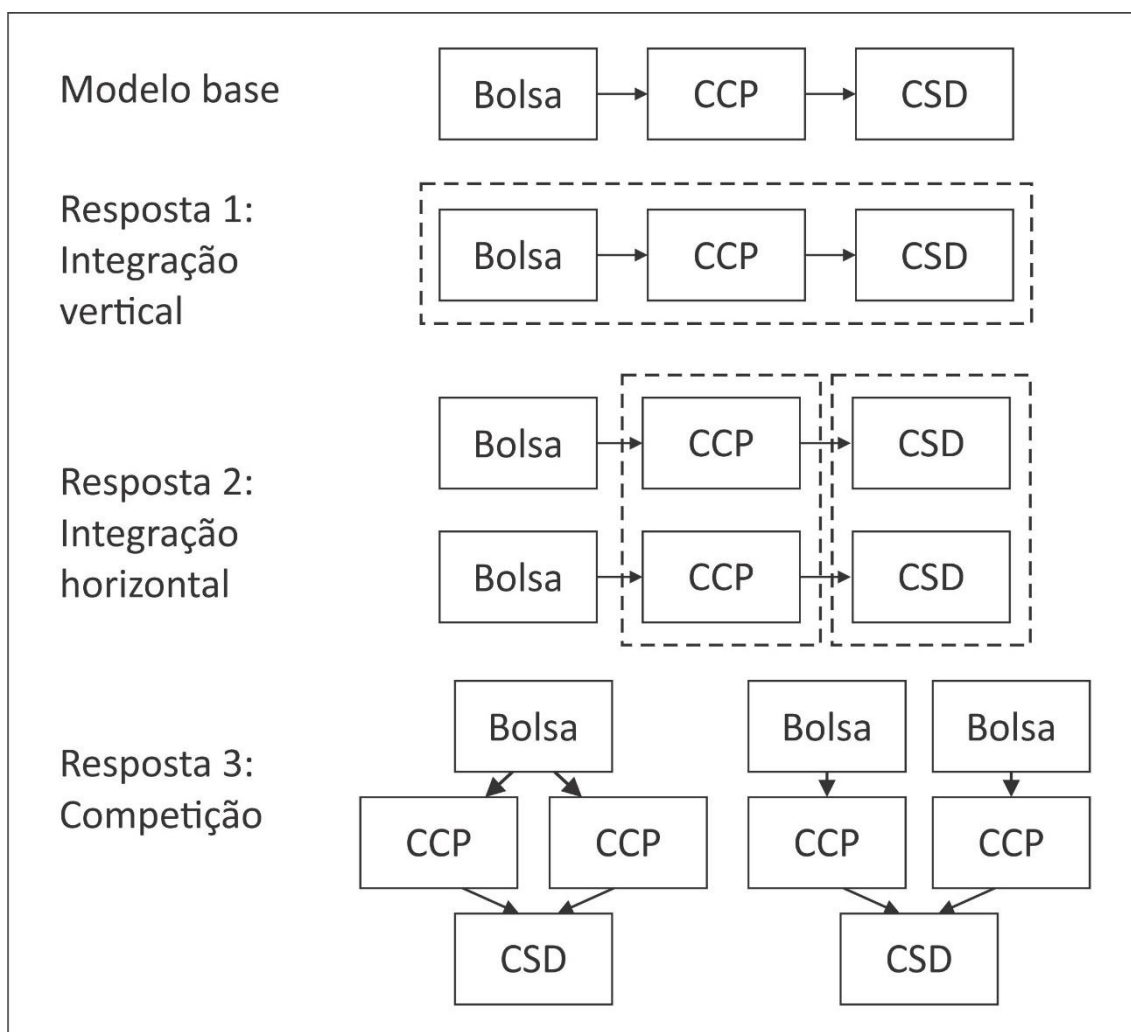 Modelo base
Bolsa
CCP
CSD
Resposta 1:
Integração
vertical
Bolsa
CCP
CSD
Resposta 2:
Integração
horizontal
Bolsa
CCP
CSD
Bolsa
CCP
CSD
Resposta 3:
Competição
Bolsa
CCP
CCP
CSD
Bolsa
Bolsa
CCP
CCP
CSD